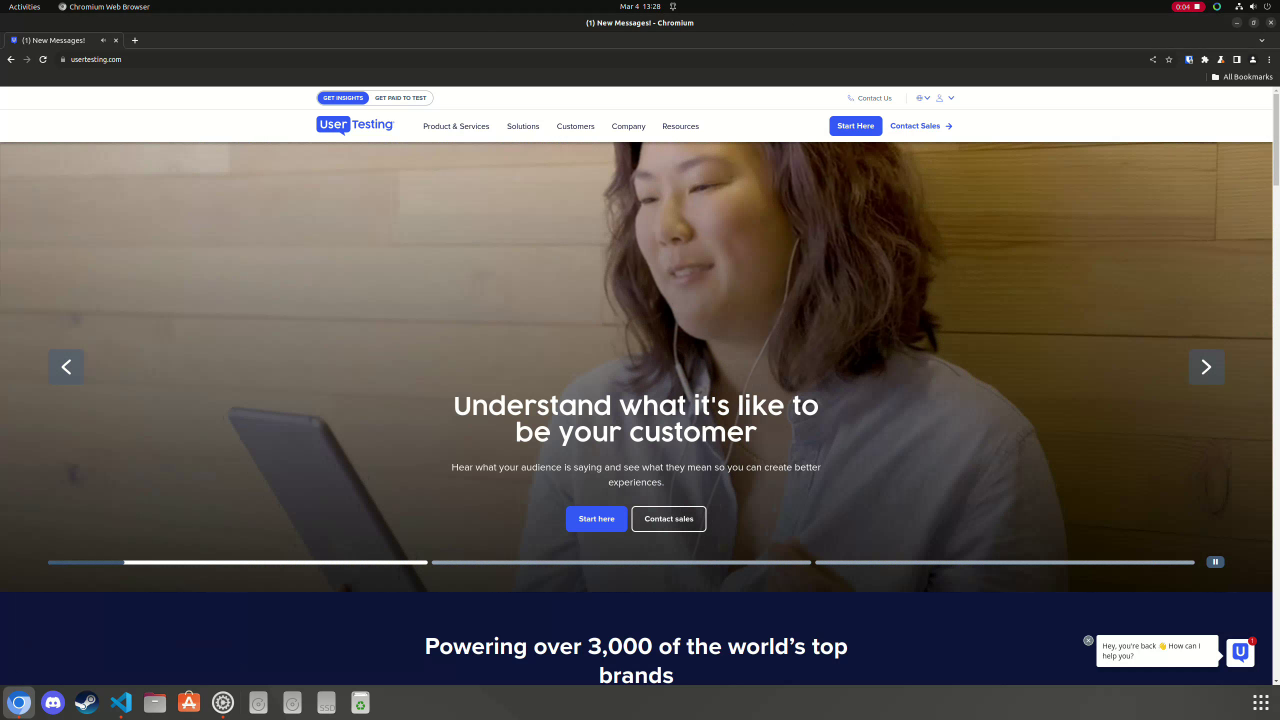 Activities
Chromium Web Browser
Mar 4 13:28
0:04
(1) New Messages! - Chromium
(1) New Messages!
usertesting.com
All Bookmarks
GET INSIGHTS
GET PAID TO TEST
Contact Us
User Testing
Product & Services
Solutions
Customers
Company
Resources
Start Here
Contact Sales
Understand what it's like to
be your customer
Hear what your audience is saying and see what they mean so you can create better
experiences.
Start here
Contact sales
Powering over 3,000 of the world’s top
brands
Hey, you're back 👋 How can I
help you?
1
U
SSD